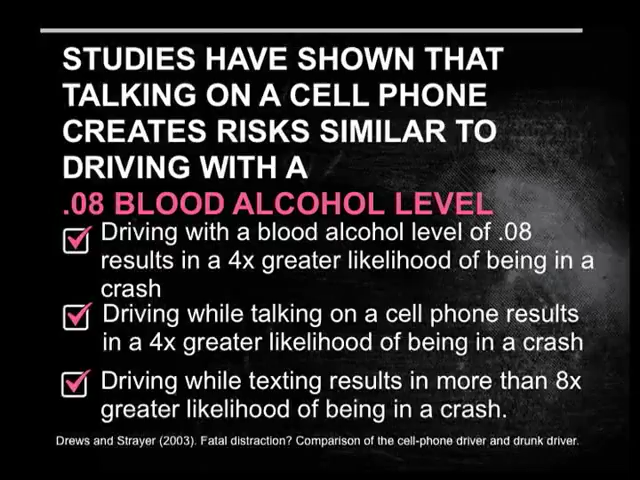 STUDIES HAVE SHOWN THAT
TALKING ON A CELL PHONE
CREATES RISKS SIMILAR TO
DRIVING WITH A
.08 BLOOD ALCOHOL LEVEL
Driving with a blood alcohol level of .08
results in a 4x greater likelihood of being in a
crash
Driving while talking on a cell phone results
in a 4x greater likelihood of being in a crash
Driving while texting results in more than 8x
greater likelihood of being in a crash.
Drews and Strayer (2003). Fatal distraction? Comparison of the cell-phone driver and drunk driver.